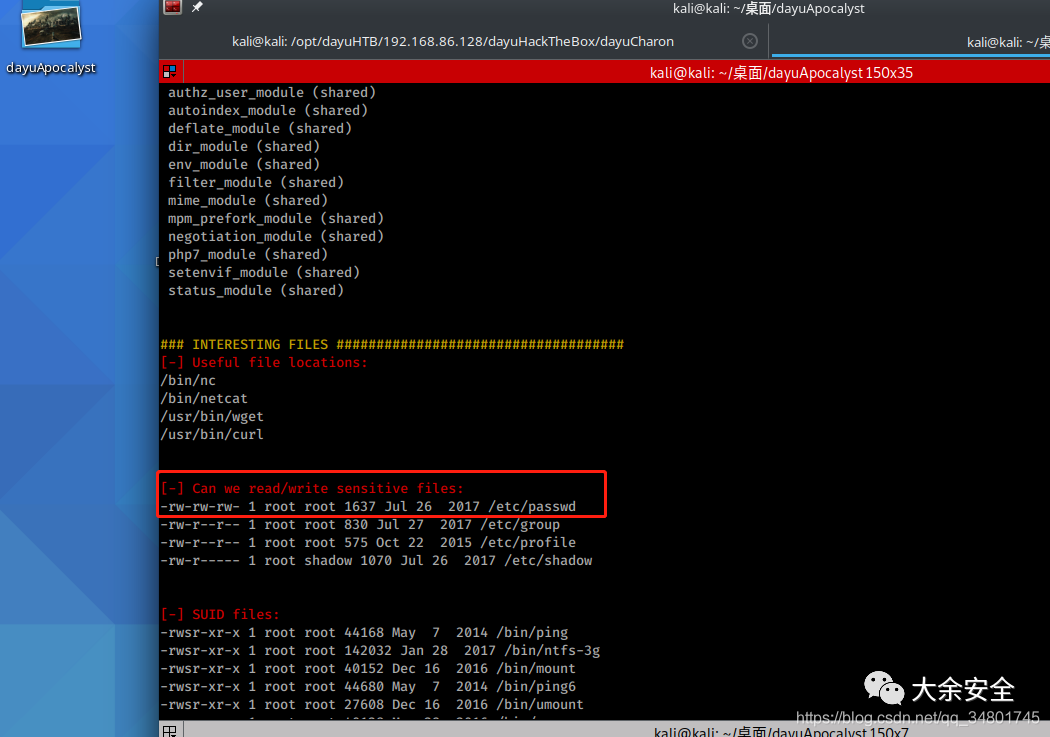 kali@kali: ~/桌面/dayuApocalyst
dayuApocalyst
kali@kali: /opt/dayuHTB/192.168.86.128/dayuHackTheBox/dayuCharon
kali@kali: ~/桌
kali@kali: ~/桌面/dayuApocalyst 150x35
authz_user_module (shared)
autoindex_module (shared)
deflate_module (shared)
dir_module (shared)
env_module (shared)
filter_module (shared)
mime_module (shared)
mpm_prefork_module (shared)
negotiation_module (shared)
php7_module (shared)
setenvif_module (shared)
status_module (shared)
### INTERESTING FILES ####################################
[-] Useful file locations:
/bin/nc
/bin/netcat
/usr/bin/wget
/usr/bin/curl
[-] Can we read/write sensitive files:
-rw-rw-rw- 1 root root 1637 Jul 26  2017 /etc/passwd
-rw-r--r-- 1 root root 830 Jul 27  2017 /etc/group
-rw-r--r-- 1 root root 575 Oct 22  2015 /etc/profile
-rw-r----- 1 root shadow 1070 Jul 26  2017 /etc/shadow
[-] SUID files:
-rwsr-xr-x 1 root root 44168 May  7  2014 /bin/ping
-rwsr-xr-x 1 root root 142032 Jan 28  2017 /bin/ntfs-3g
-rwsr-xr-x 1 root root 40152 Dec 16  2016 /bin/mount
-rwsr-xr-x 1 root root 44680 May  7  2014 /bin/ping6
-rwsr-xr-x 1 root root 27608 Dec 16  2016 /bin/umount
大余安全
https://blog.csdn.net/qq_34801745
kali@kali: ~/桌面/dayuApocalyst 150x7